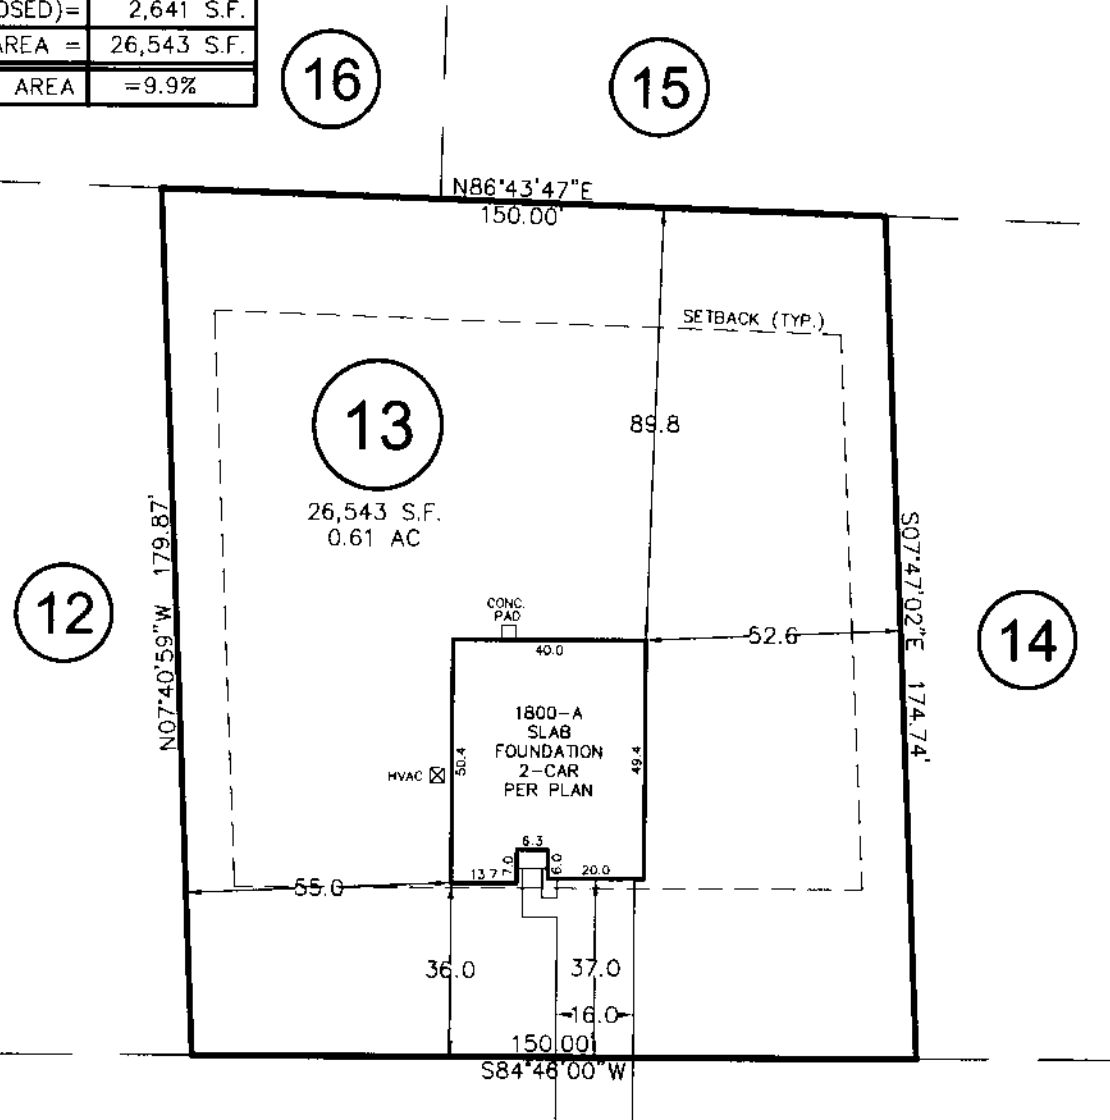 OSED)= 2,641 S.F.
AREA = 26,543 S.F.
AREA =9.9%
16
15
N86°43'47"E
150.00'
SETBACK (TYP.)
13
26,543 S.F.
0.61 AC
89.8
N07°40'59"W 179.87'
S07°47'02"E 174.74'
12
14
CONC.
PAD
40.0
52.6
1800-A
SLAB
FOUNDATION
2-CAR
PER PLAN
50.4
49.4
HVAC
6.3
13.7
7.0
6.0
20.0
55.0
36.0
37.0
16.0
150.00'
S84°46'00"W